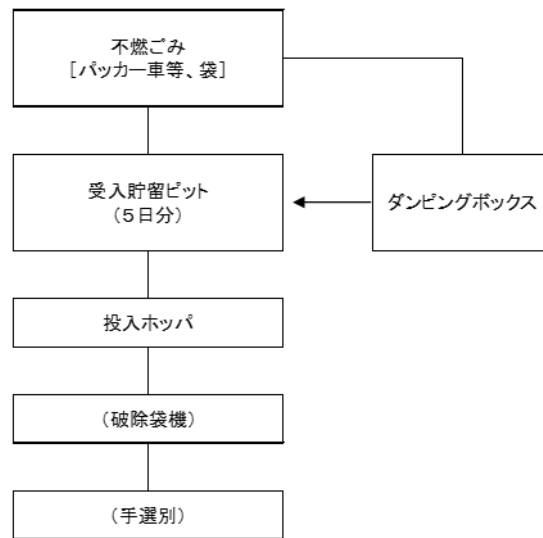 不燃ごみ
［パッカー車等、袋］
受入貯留ピット
（５日分）
ダンピングボックス
投入ホッパ
（破除袋機）
（手選別）